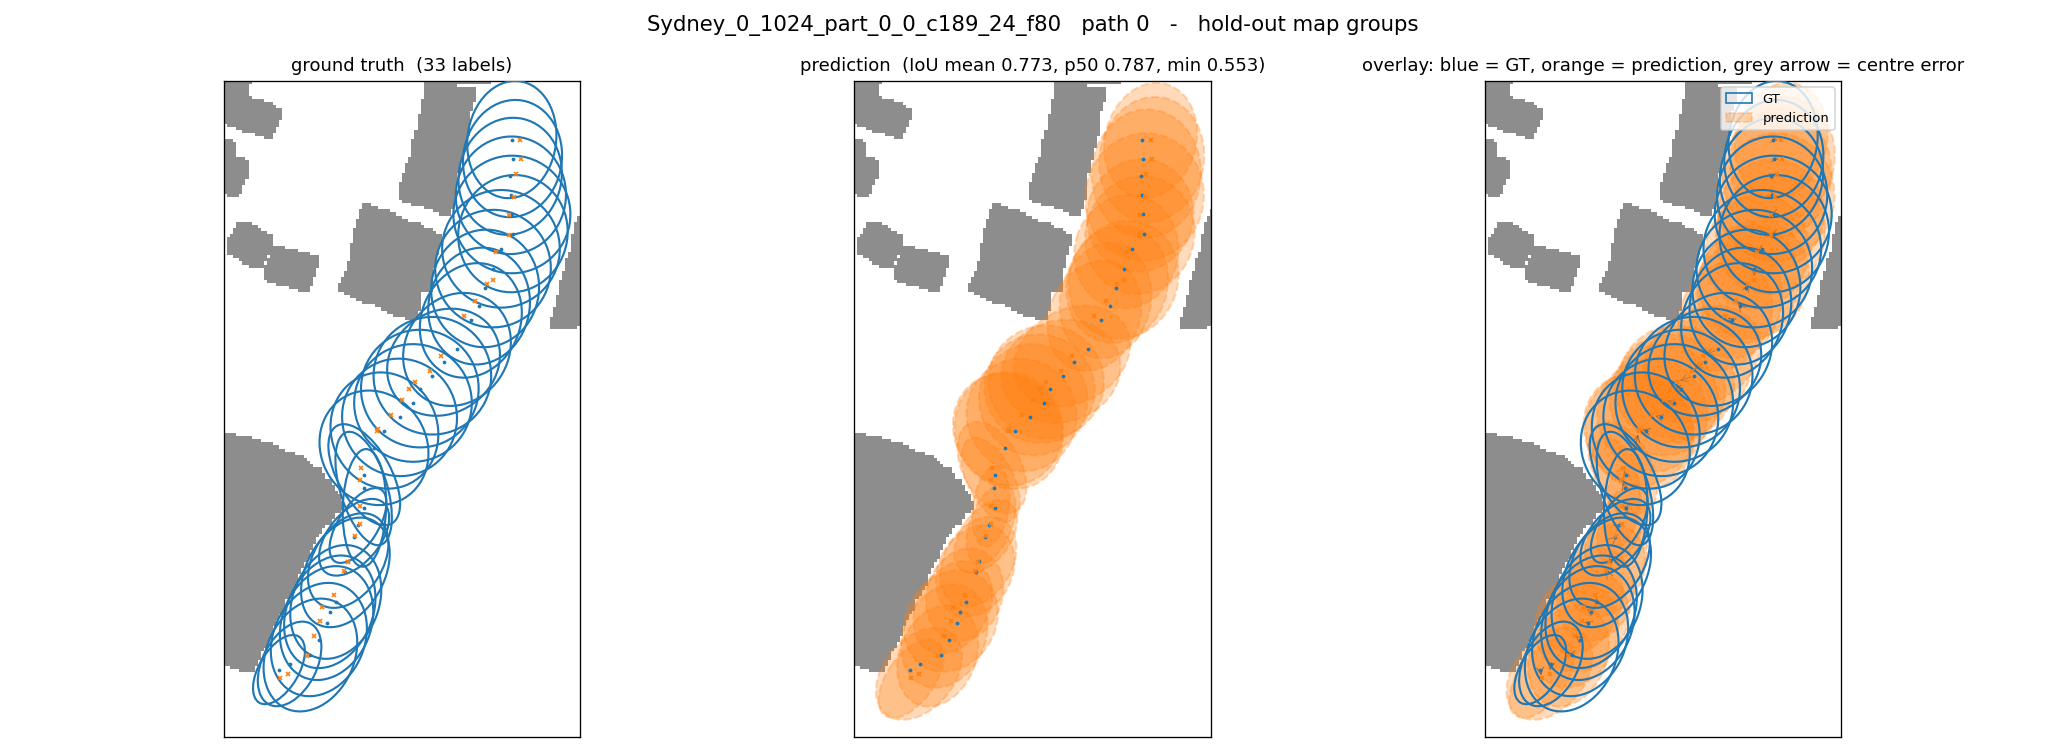 Sydney_0_1024_part_0_0_c189_24_f80   path 0   -   hold-out map groups
ground truth  (33 labels)
prediction  (IoU mean 0.773, p50 0.787, min 0.553)
overlay: blue = GT, orange = prediction, grey arrow = centre error
GT
prediction